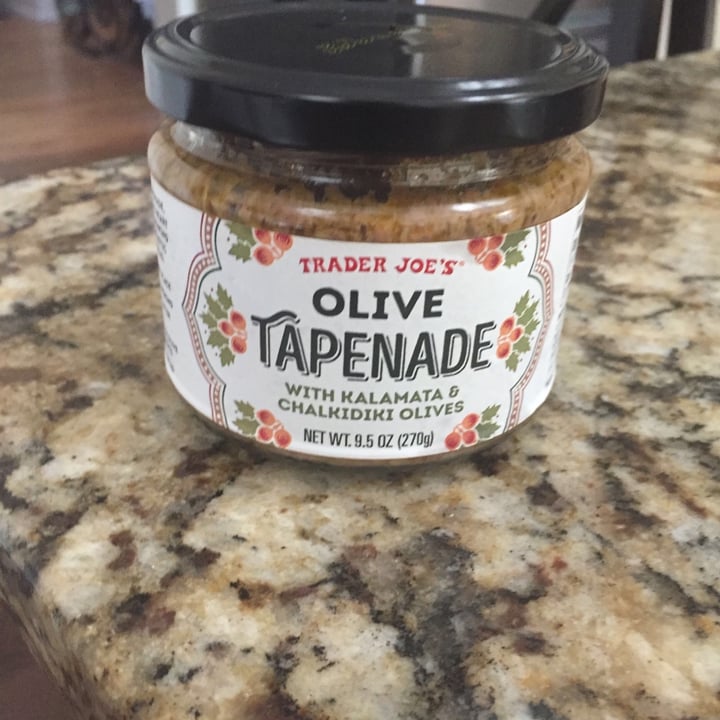 TRADER JOE'S®
OLIVE
TAPENADE
WITH KALAMATA &
CHALKIDIKI OLIVES
NET WT. 9.5 OZ (270g)